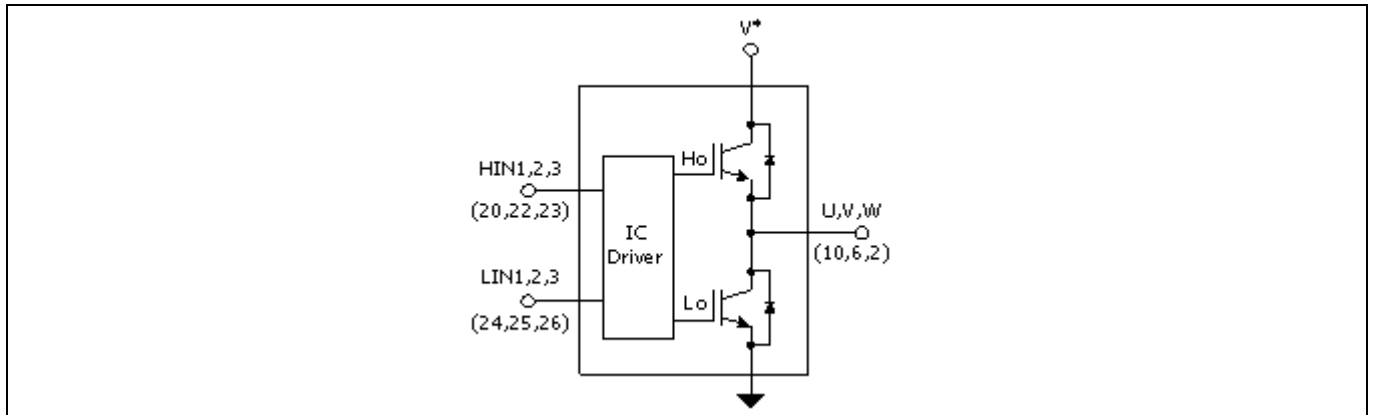 V+
HIN1,2,3
(20,22,23)
LIN1,2,3
(24,25,26)
IC
Driver
Ho
Lo
U,V,W
(10,6,2)